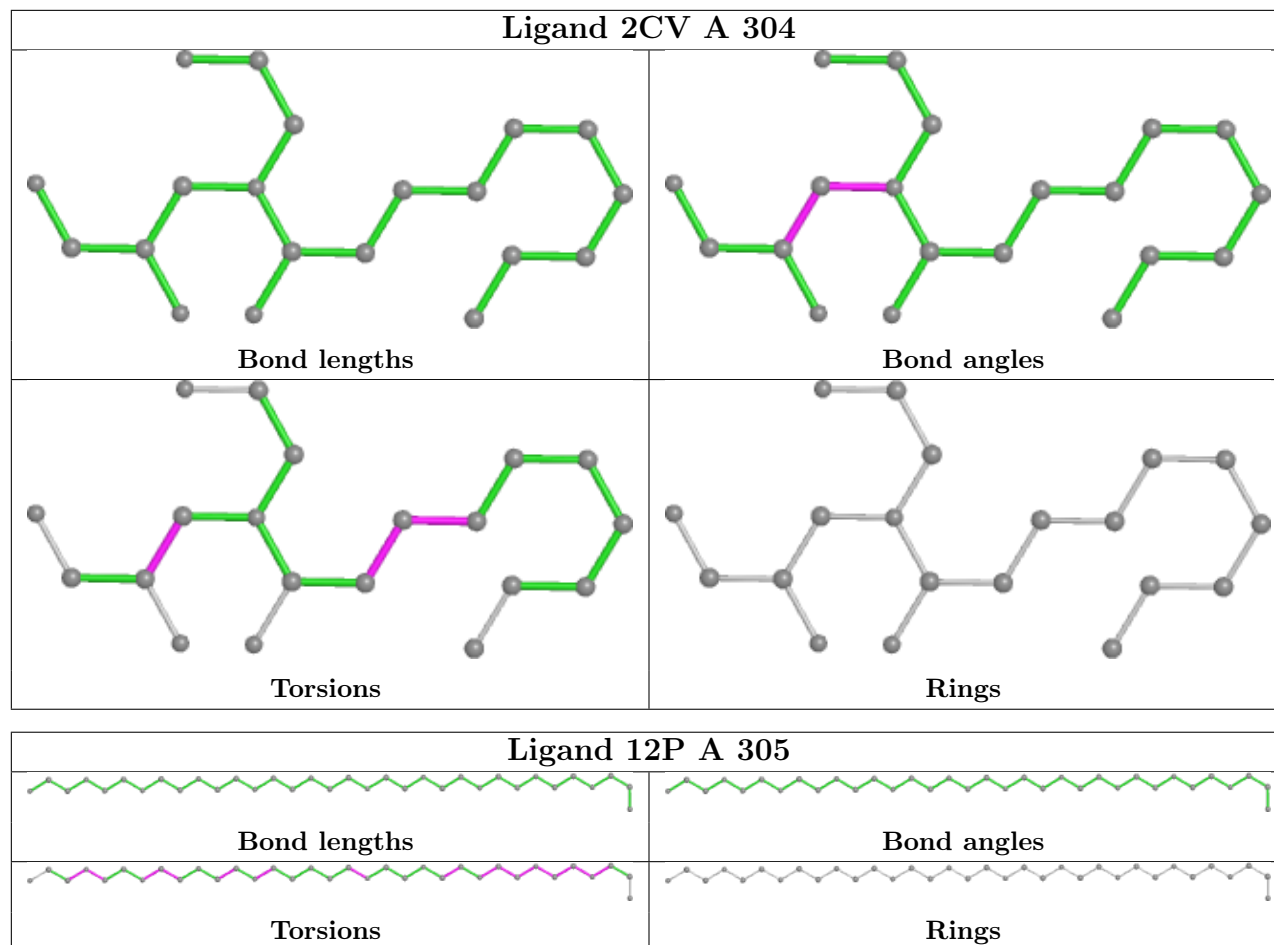 Ligand 2CV A 304
Bond lengths
Bond angles
Torsions
Rings
Ligand 12P A 305
Bond lengths
Bond angles
Torsions
Rings